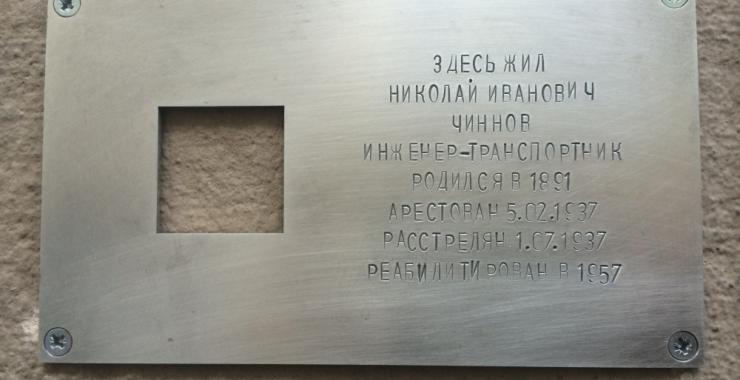 ЗДЕСЬ ЖИЛ
НИКОЛАЙ ИВАНОВИЧ
ЧИННОВ
ИНЖЕНЕР-ТРАНСПОРТНИК
РОДИЛСЯ В 1891
АРЕСТОВАН 5.02.1937
РАССТРЕЛЯН 1.07.1937
РЕАБИЛИТИРОВАН В 1957